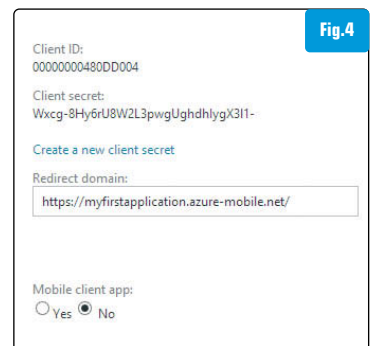 Fig.4
Client ID:
00000000480DD004
Client secret:
Wxcg-8Hy6rU8W2L3pwgUghdhlygX3I1-
Create a new client secret
Redirect domain:
https://myfirstapplication.azure-mobile.net/
Mobile client app:
Yes No